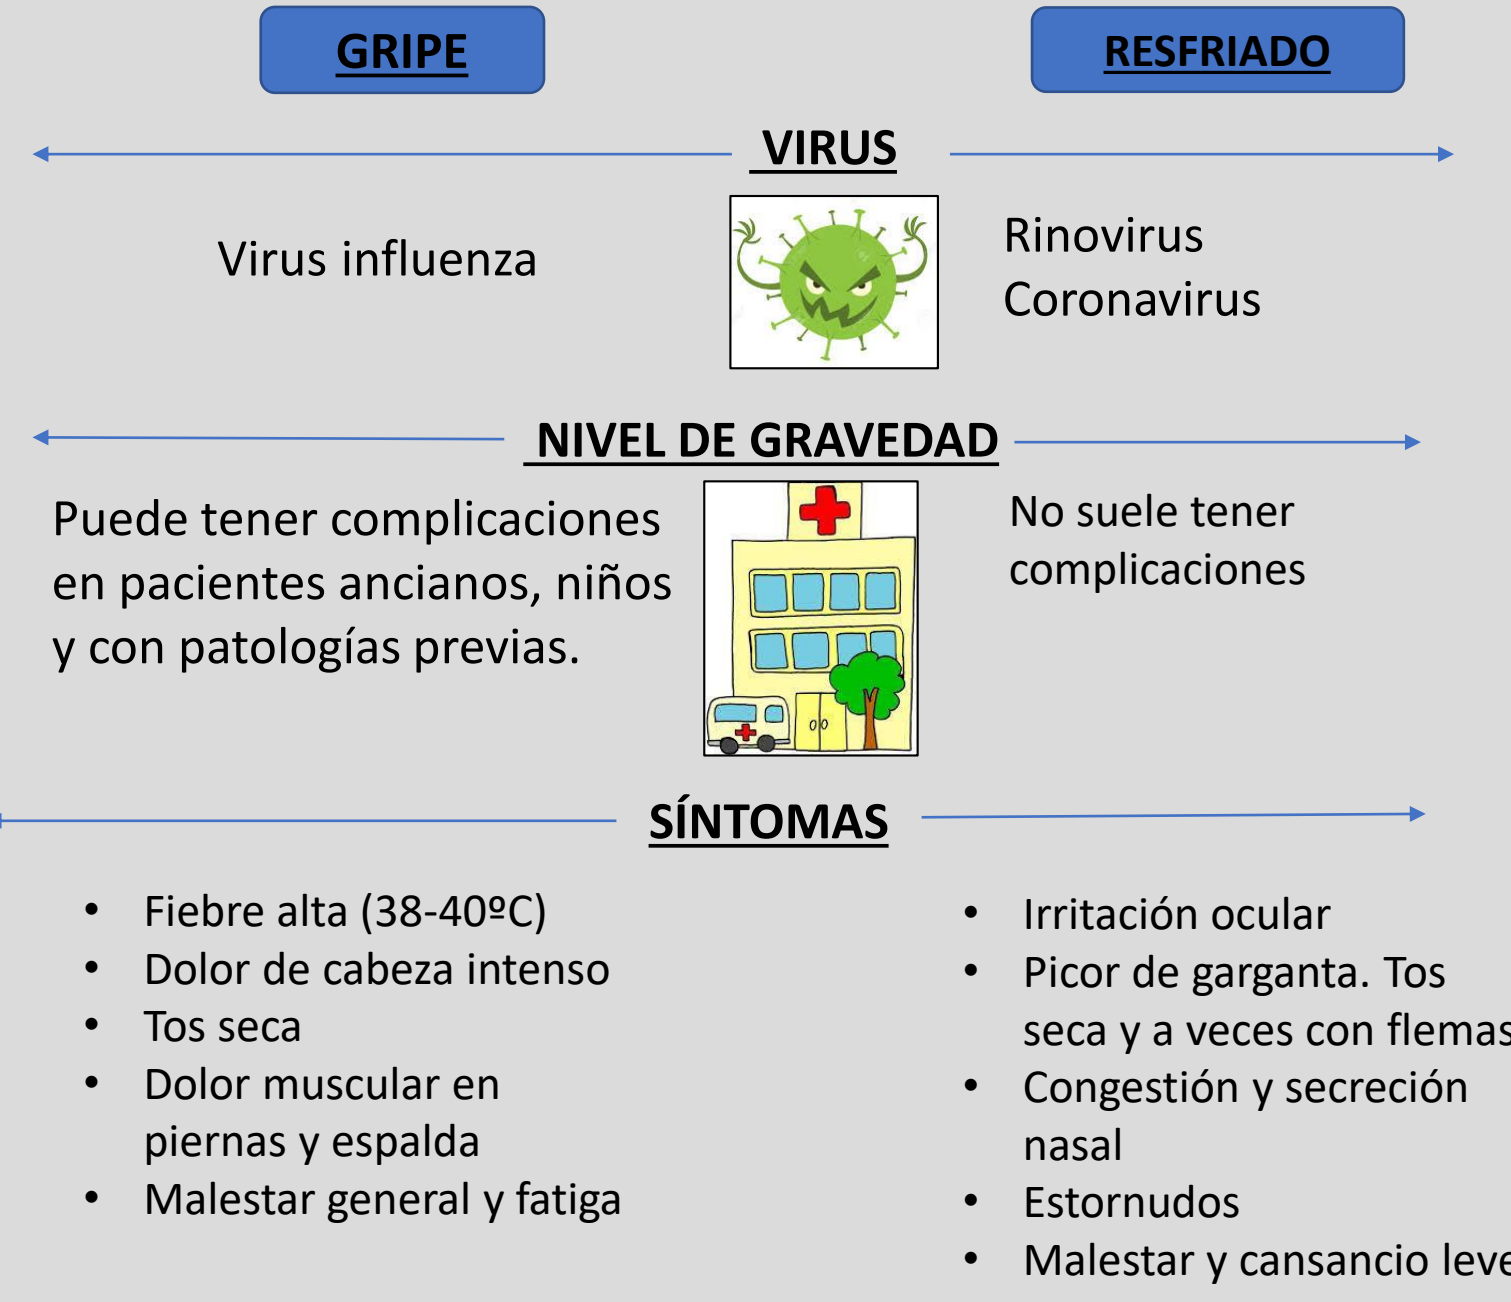 GRIPE
RESFRIADO
VIRUS
Virus influenza
Rinovirus
Coronavirus
NIVEL DE GRAVEDAD
Puede tener complicaciones
en pacientes ancianos, niños
y con patologías previas.
No suele tener
complicaciones
SÍNTOMAS
• Fiebre alta (38-40ºC)
• Dolor de cabeza intenso
• Tos seca
• Dolor muscular en
piernas y espalda
• Malestar general y fatiga
• Irritación ocular
• Picor de garganta. Tos
seca y a veces con flemas
• Congestión y secreción
nasal
• Estornudos
• Malestar y cansancio leve